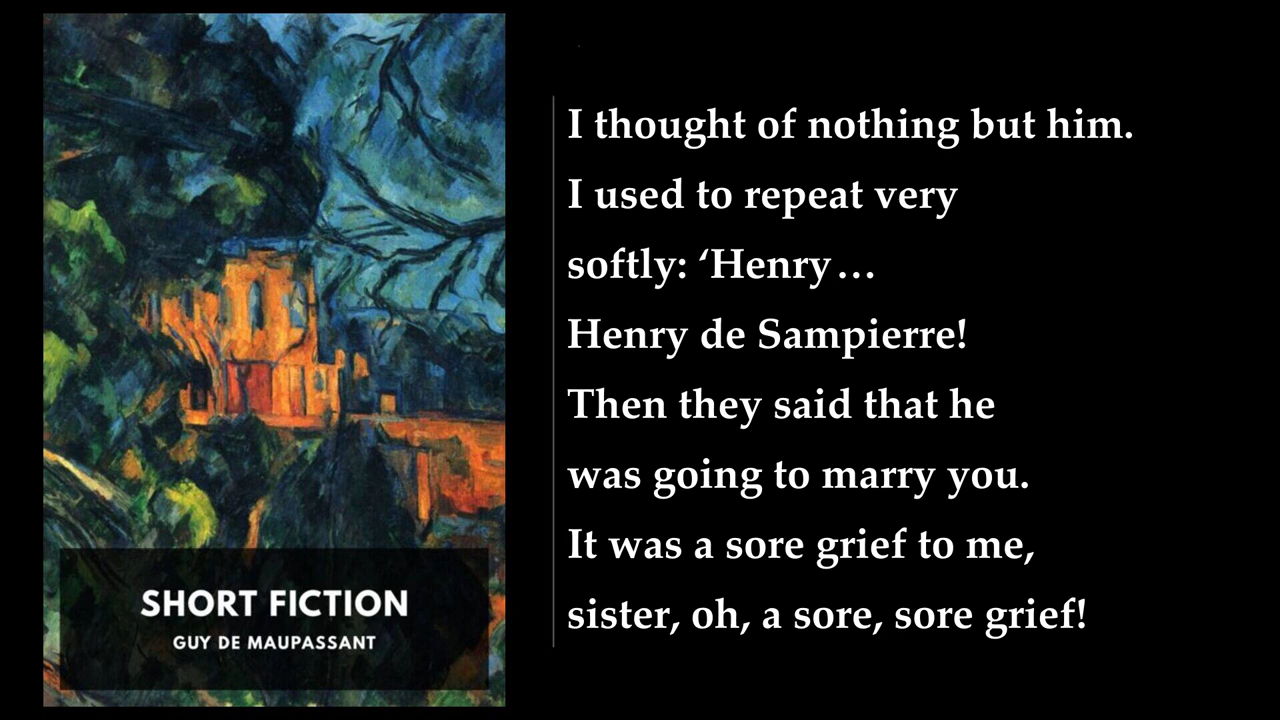 SHORT FICTION
GUY DE MAUPASSANT
I thought of nothing but him.
I used to repeat very
softly: ‘Henry…
Henry de Sampierre!
Then they said that he
was going to marry you.
It was a sore grief to me,
sister, oh, a sore, sore grief!